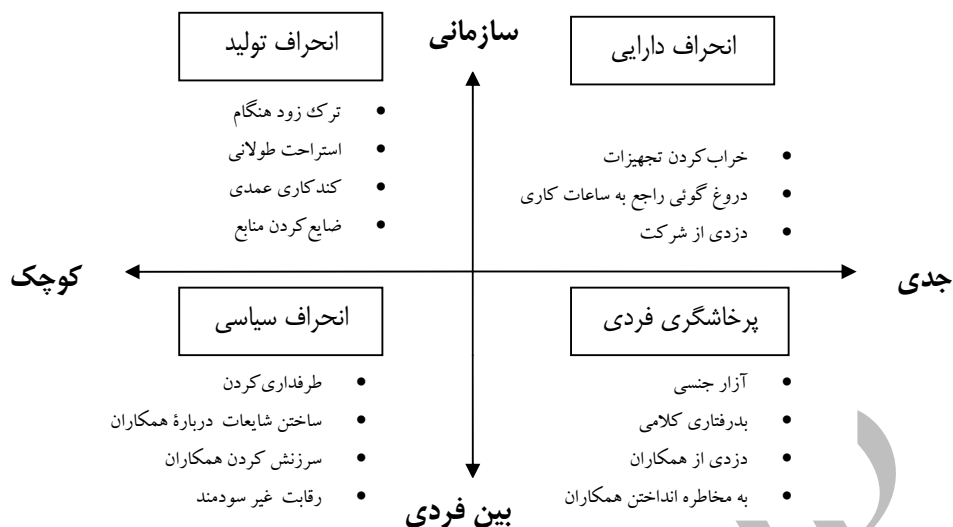 سازمانی
انحراف دارایی
خراب‌کردن تجهیزات
دروغ گوئی راجع به ساعات کاری
دزدی از شرکت
انحراف تولید
ترک زود هنگام
استراحت طولانی
کندکاری عمدی
ضایع‌کردن منابع
جدی
کوچک
پرخاشگری فردی
آزار جنسی
بدرفتاری کلامی
دزدی از همکاران
به مخاطره انداختن همکاران
انحراف سیاسی
طرفداری‌کردن
ساختن شایعات دربارۀ همکاران
سرزنش کردن همکاران
رقابت غیر سودمند
بین فردی